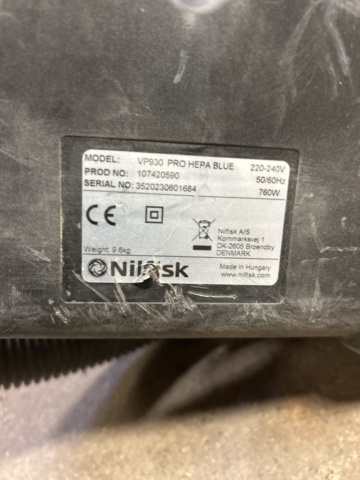 MODEL: VP930 PRO HEPA BLUE 220-240V
PROD NO: 107420590 50/60Hz
SERIAL NO: 3520230601684 760W
CE
Nilfisk A/S
Kornmarksvej 1
DK-2605 Broendby
DENMARK
Weight. 9.6kg
Nilfisk
Made in Hungary
www.nilfisk.com